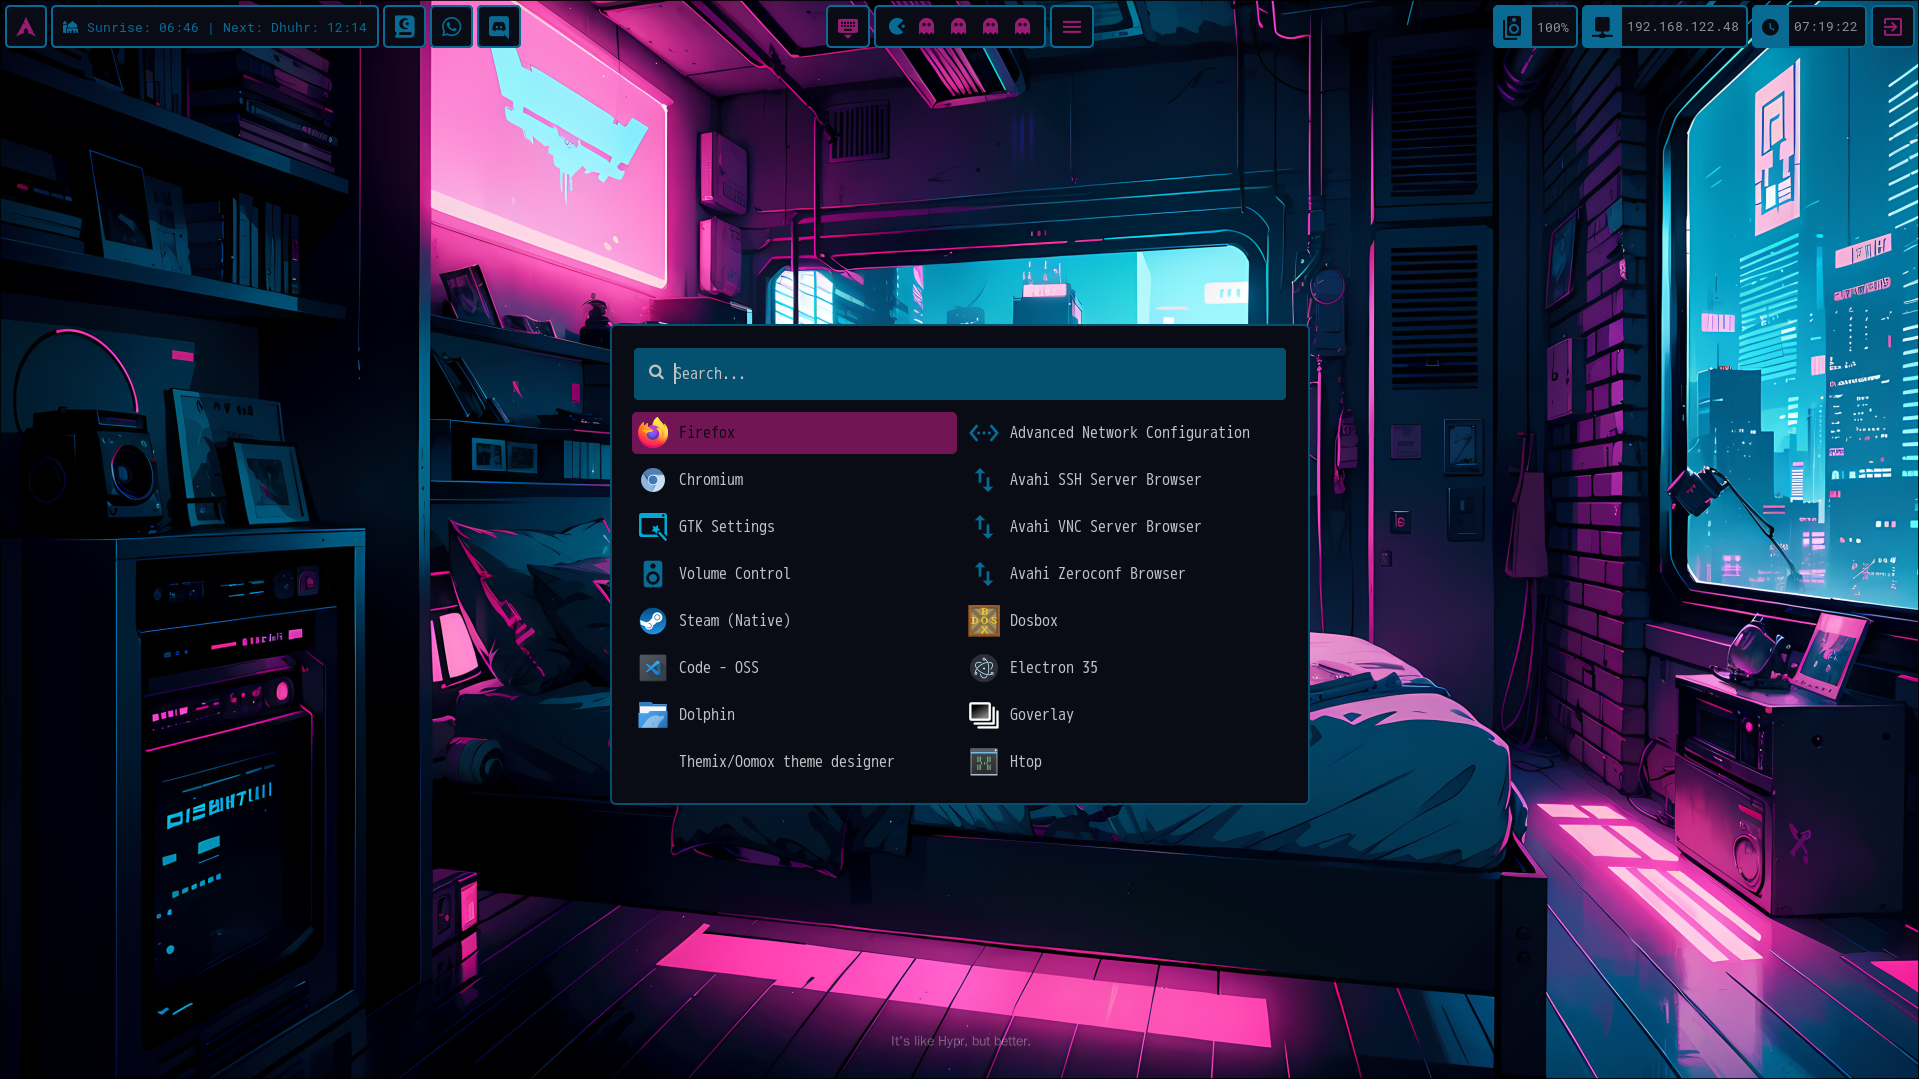 Sunrise: 06:46 | Next: Dhuhr: 12:14
100%
192.168.122.48
07:19:22
Search...
Firefox
Advanced Network Configuration
Chromium
Avahi SSH Server Browser
GTK Settings
Avahi VNC Server Browser
Volume Control
Avahi Zeroconf Browser
Steam (Native)
Dosbox
Code - OSS
Electron 35
Dolphin
Goverlay
Themix/Oomox theme designer
Htop
It's like Hypr, but better.